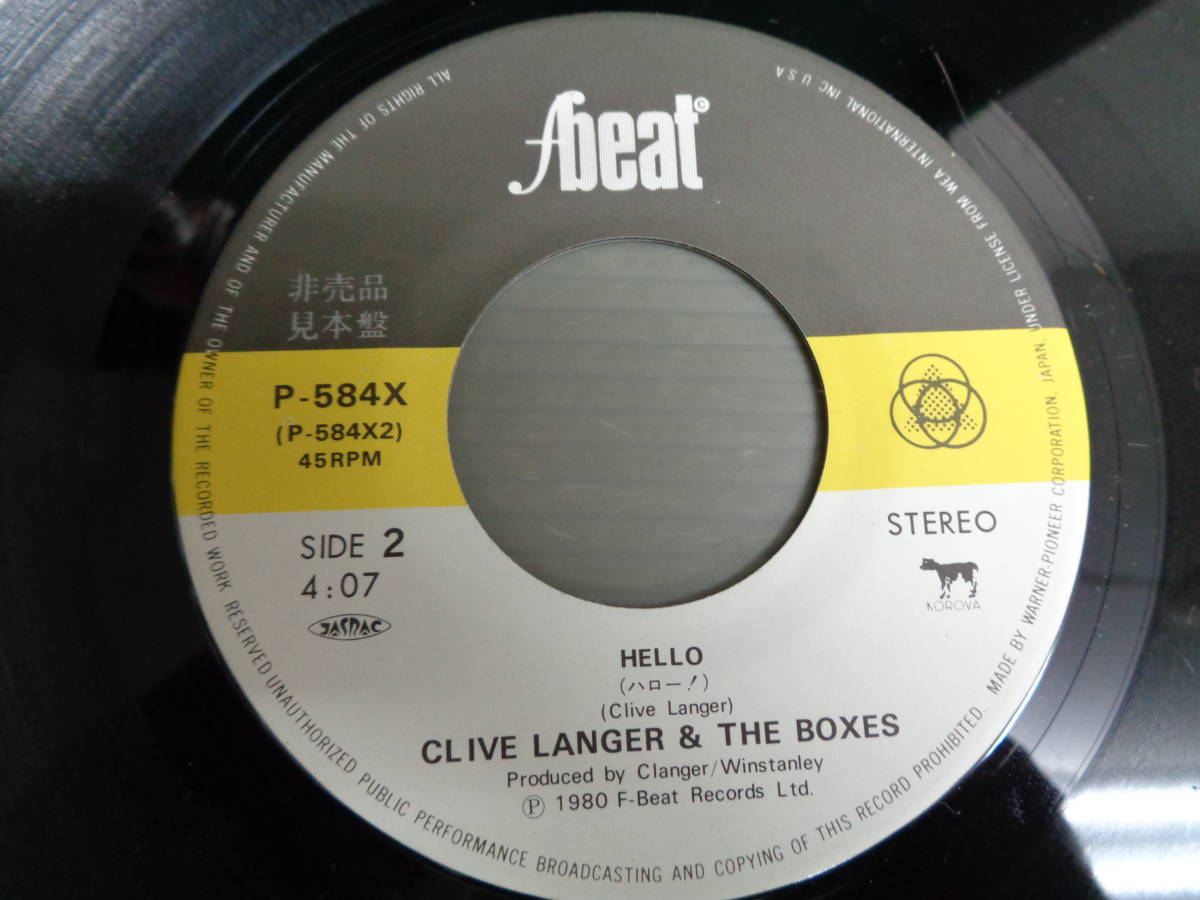 fbeat©
非売品
見本盤
P-584X
(P-584X2)
45RPM
SIDE 2
4:07
JASRAC
STEREO
KOROVA
HELLO
(ハロー!)
(Clive Langer)
CLIVE LANGER & THE BOXES
Produced by Clanger/Winstanley
Ⓟ 1980 F-Beat Records Ltd.
ALL RIGHTS OF THE MANUFACTURER AND OF THE OWNER OF THE RECORDED WORK RESERVED UNAUTHORIZED PUBLIC PERFORMANCE BROADCASTING AND COPYING OF THIS RECORD PROHIBITED. MADE BY WARNER-PIONEER CORPORATION, JAPAN, UNDER LICENSE FROM WEA INTERNATIONAL INC. U S A